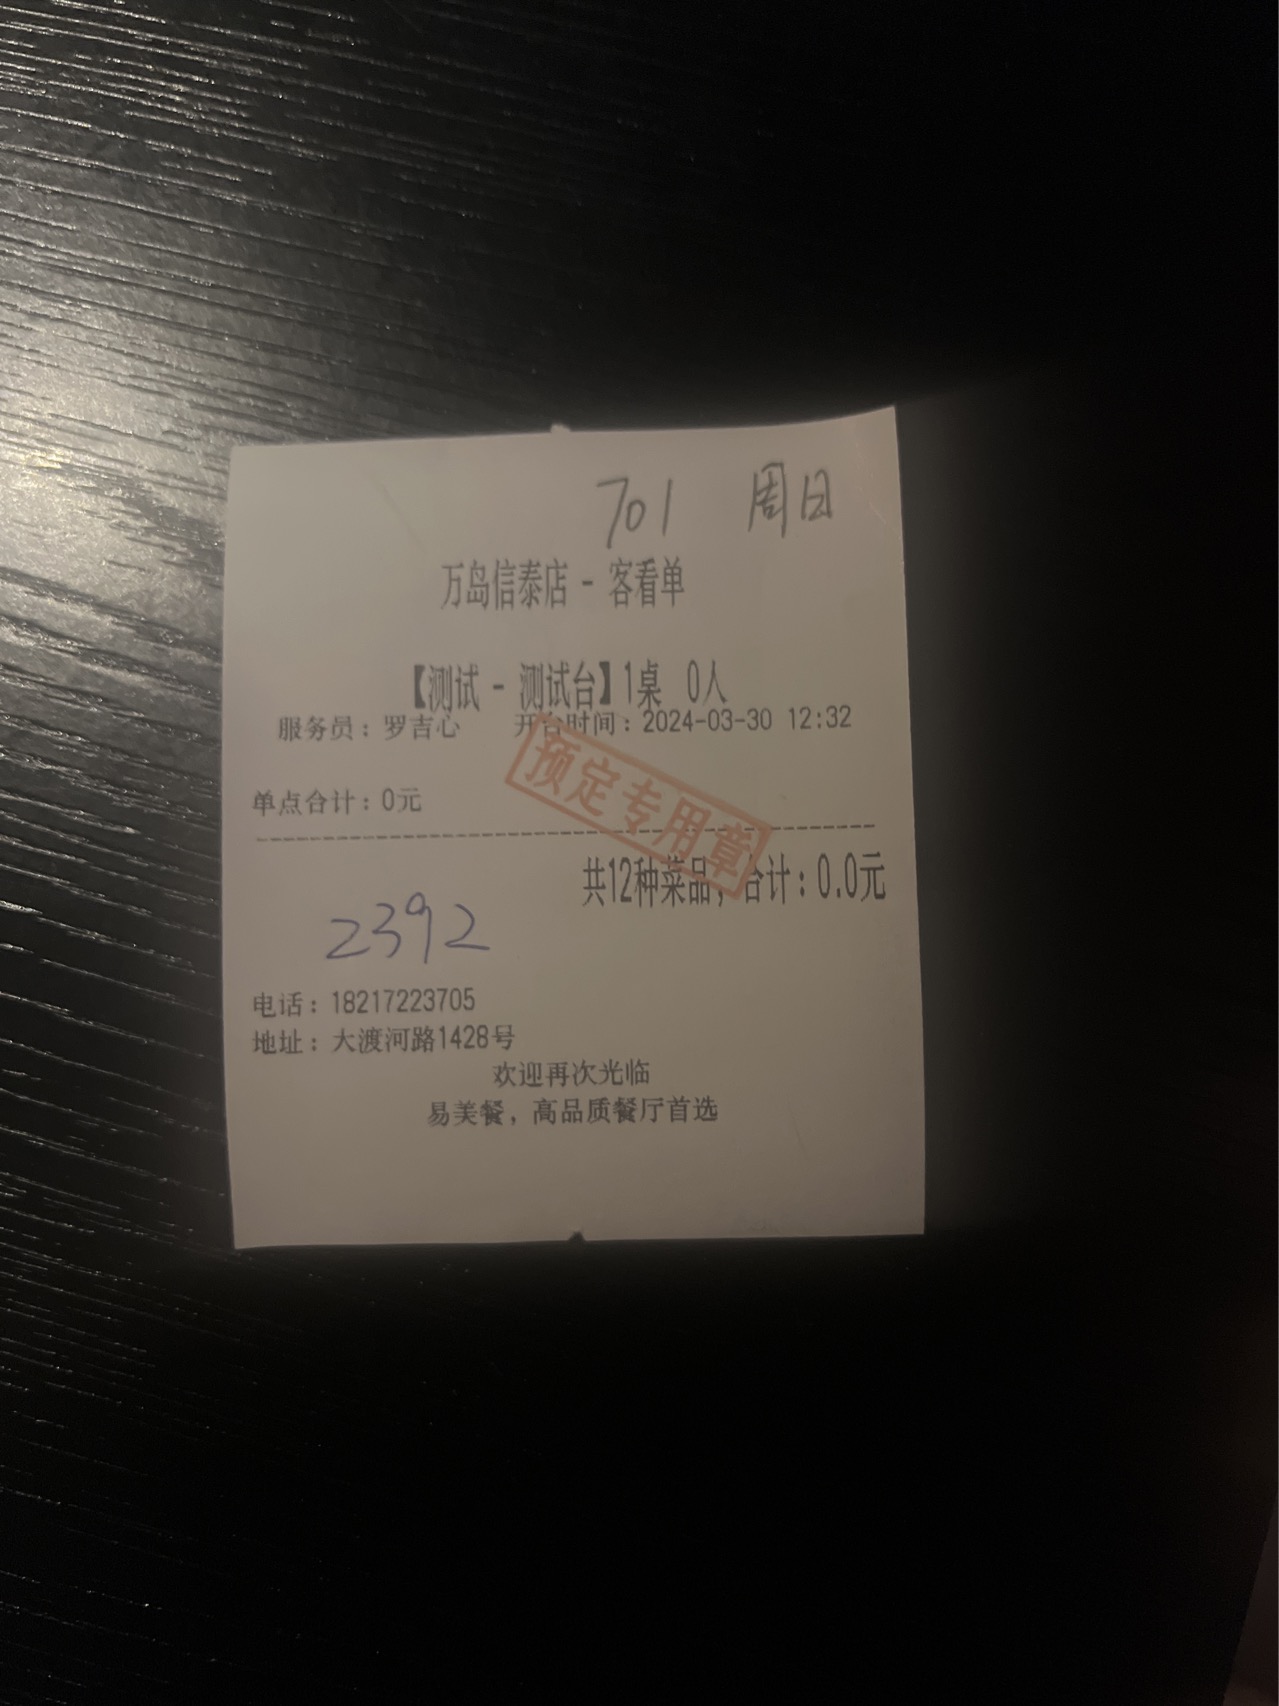 701 周日
万岛信泰店 - 客看单
【测试 - 测试台】1桌 0人
服务员：罗吉心 开台时间：2024-03-30 12:32
预定专用章
单点合计：0元
共12种菜品，合计：0.0元
2392
电话：18217223705
地址：大渡河路1428号
欢迎再次光临
易美餐，高品质餐厅首选